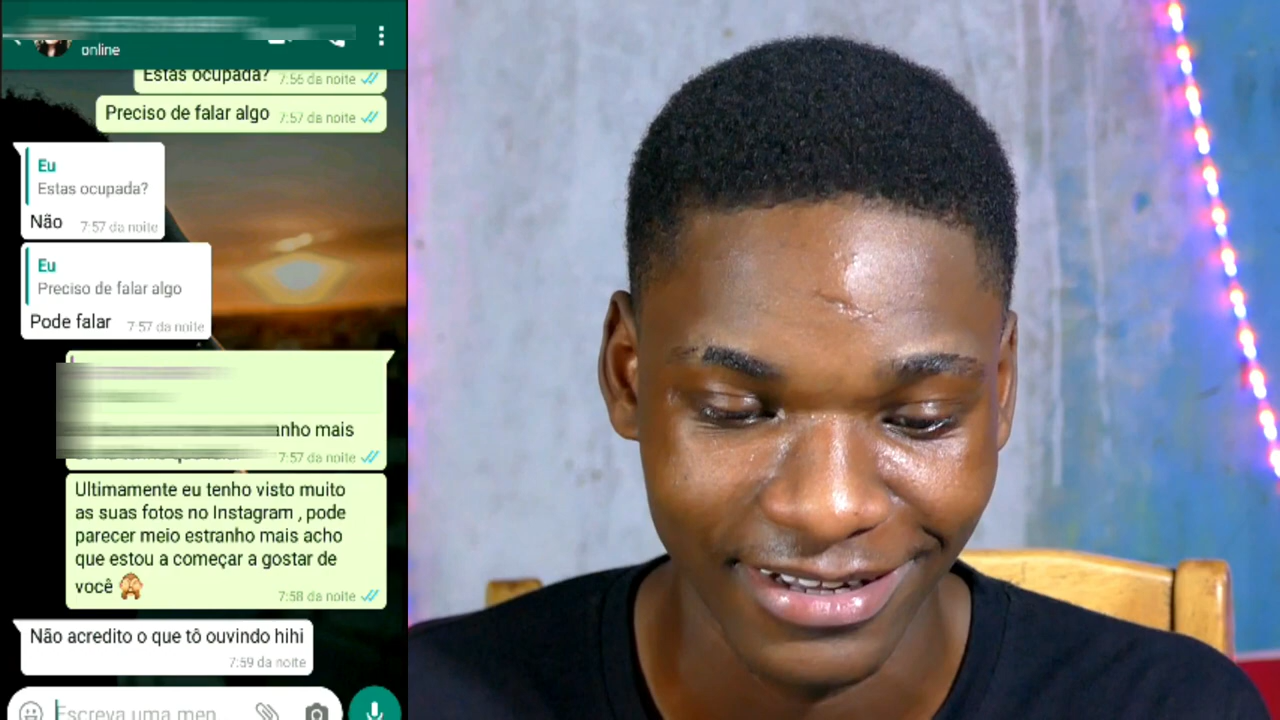 online
Estas ocupada? 7:56 da noite
Preciso de falar algo 7:57 da noite
Eu
Estas ocupada?
Não 7:57 da noite
Eu
Preciso de falar algo
Pode falar 7:57 da noite
mais
7:57 da noite
Ultimamente eu tenho visto muito
as suas fotos no Instagram , pode
parecer meio estranho mais acho
que estou a começar a gostar de
você
7:58 da noite
Não acredito o que tô ouvindo hihi
7:59 da noite
Escreva uma men...